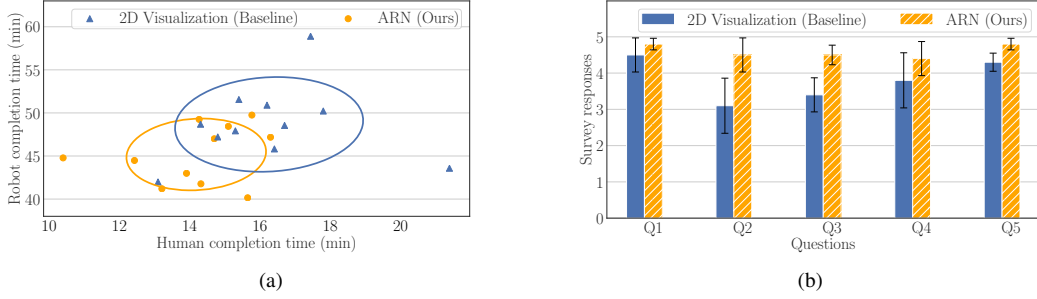 2D Visualization (Baseline) ARN (Ours)
Robot completion time (min)
60
55
50
45
40
10 12 14 16 18 20
Human completion time (min)
(a)
2D Visualization (Baseline) ARN (Ours)
Survey responses
5
4
3
2
1
0
Q1 Q2 Q3 Q4 Q5
Questions
(b)